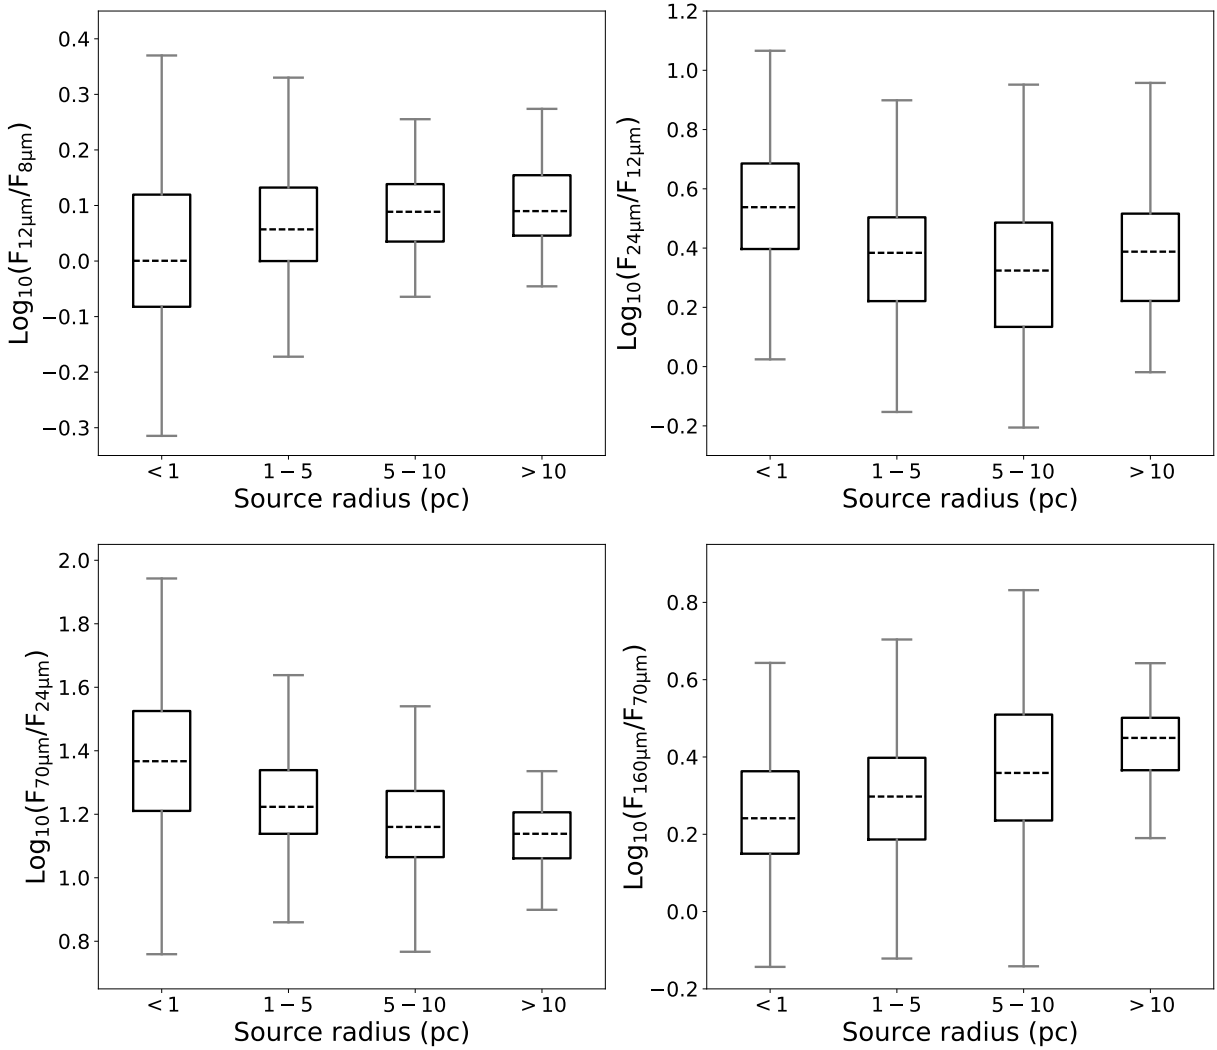 Log₁₀(F₁₂μm/F₈μm)
0.4
0.3
0.2
0.1
0.0
−0.1
−0.2
−0.3
< 1
1 − 5
5 − 10
> 10
Source radius (pc)
Log₁₀(F₂₄μm/F₁₂μm)
1.2
1.0
0.8
0.6
0.4
0.2
0.0
−0.2
< 1
1 − 5
5 − 10
> 10
Source radius (pc)
Log₁₀(F₇₀μm/F₂₄μm)
2.0
1.8
1.6
1.4
1.2
1.0
0.8
< 1
1 − 5
5 − 10
> 10
Source radius (pc)
Log₁₀(F₁₆₀μm/F₇₀μm)
0.8
0.6
0.4
0.2
0.0
−0.2
< 1
1 − 5
5 − 10
> 10
Source radius (pc)